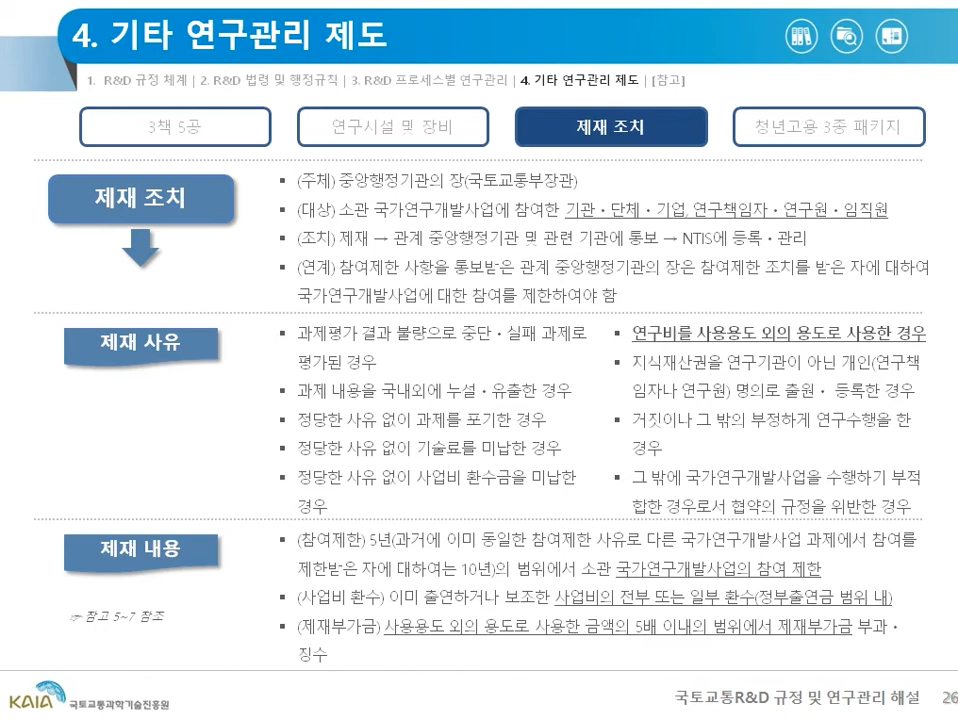 4. 기타 연구관리 제도
1. R&D 규정 체계 | 2. R&D 법령 및 행정규칙 | 3. R&D 프로세스별 연구관리 | 4. 기타 연구관리 제도 | [참고]
3책 5공
연구시설 및 장비
제재 조치
청년고용 3종 패키지
제재 조치
▪ (주체) 중앙행정기관의 장(국토교통부장관)
▪ (대상) 소관 국가연구개발사업에 참여한 기관・단체・기업, 연구책임자・연구원・임직원
▪ (조치) 제재 → 관계 중앙행정기관 및 관련 기관에 통보 → NTIS에 등록・관리
▪ (연계) 참여제한 사항을 통보받은 관계 중앙행정기관의 장은 참여제한 조치를 받은 자에 대하여
국가연구개발사업에 대한 참여를 제한하여야 함
제재 사유
▪ 과제평가 결과 불량으로 중단・실패 과제로
평가된 경우
▪ 과제 내용을 국내외에 누설・유출한 경우
▪ 정당한 사유 없이 과제를 포기한 경우
▪ 정당한 사유 없이 기술료를 미납한 경우
▪ 정당한 사유 없이 사업비 환수금을 미납한
경우
▪ 연구비를 사용용도 외의 용도로 사용한 경우
▪ 지식재산권을 연구기관이 아닌 개인(연구책
임자나 연구원) 명의로 출원・ 등록한 경우
▪ 거짓이나 그 밖의 부정하게 연구수행을 한
경우
▪ 그 밖에 국가연구개발사업을 수행하기 부적
합한 경우로서 협약의 규정을 위반한 경우
제재 내용
☞ 참고 5~7 참조
▪ (참여제한) 5년(과거에 이미 동일한 참여제한 사유로 다른 국가연구개발사업 과제에서 참여를
제한받은 자에 대하여는 10년)의 범위에서 소관 국가연구개발사업의 참여 제한
▪ (사업비 환수) 이미 출연하거나 보조한 사업비의 전부 또는 일부 환수(정부출연금 범위 내)
▪ (제재부가금) 사용용도 외의 용도로 사용한 금액의 5배 이내의 범위에서 제재부가금 부과・
징수
KAIA 국토교통과학기술진흥원
국토교통R&D 규정 및 연구관리 해설 26